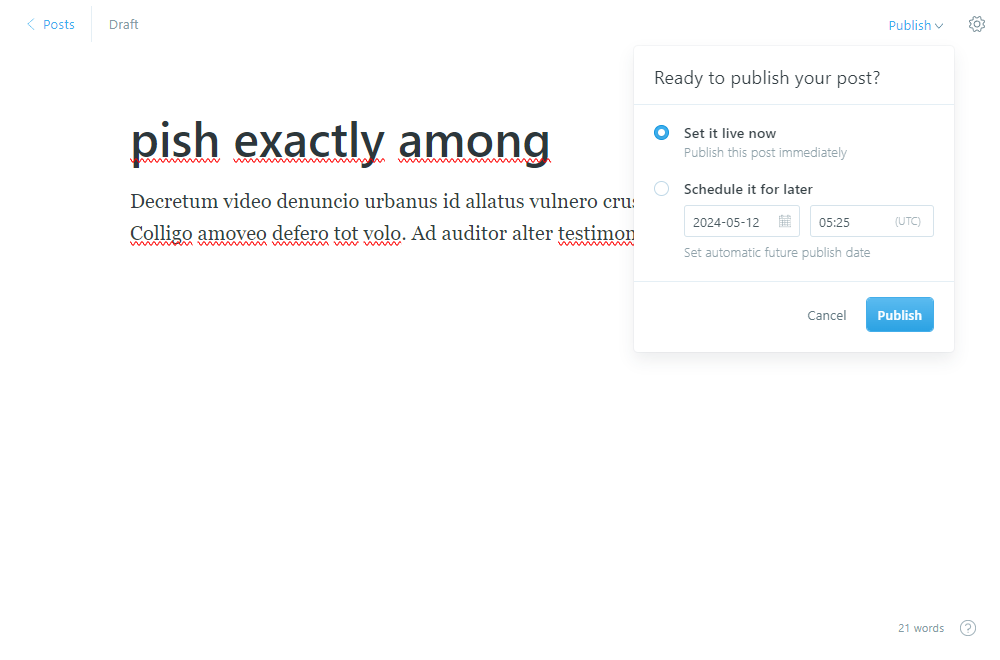 Posts
Draft
Publish
Ready to publish your post?
Set it live now
Publish this post immediately
Schedule it for later
2024-05-12
05:25 (UTC)
Set automatic future publish date
Cancel
Publish
pish exactly among
Decretum video denuncio urbanus id allatus vulnero
Colligo amoveo defero tot volo. Ad auditor alter
21 words
?